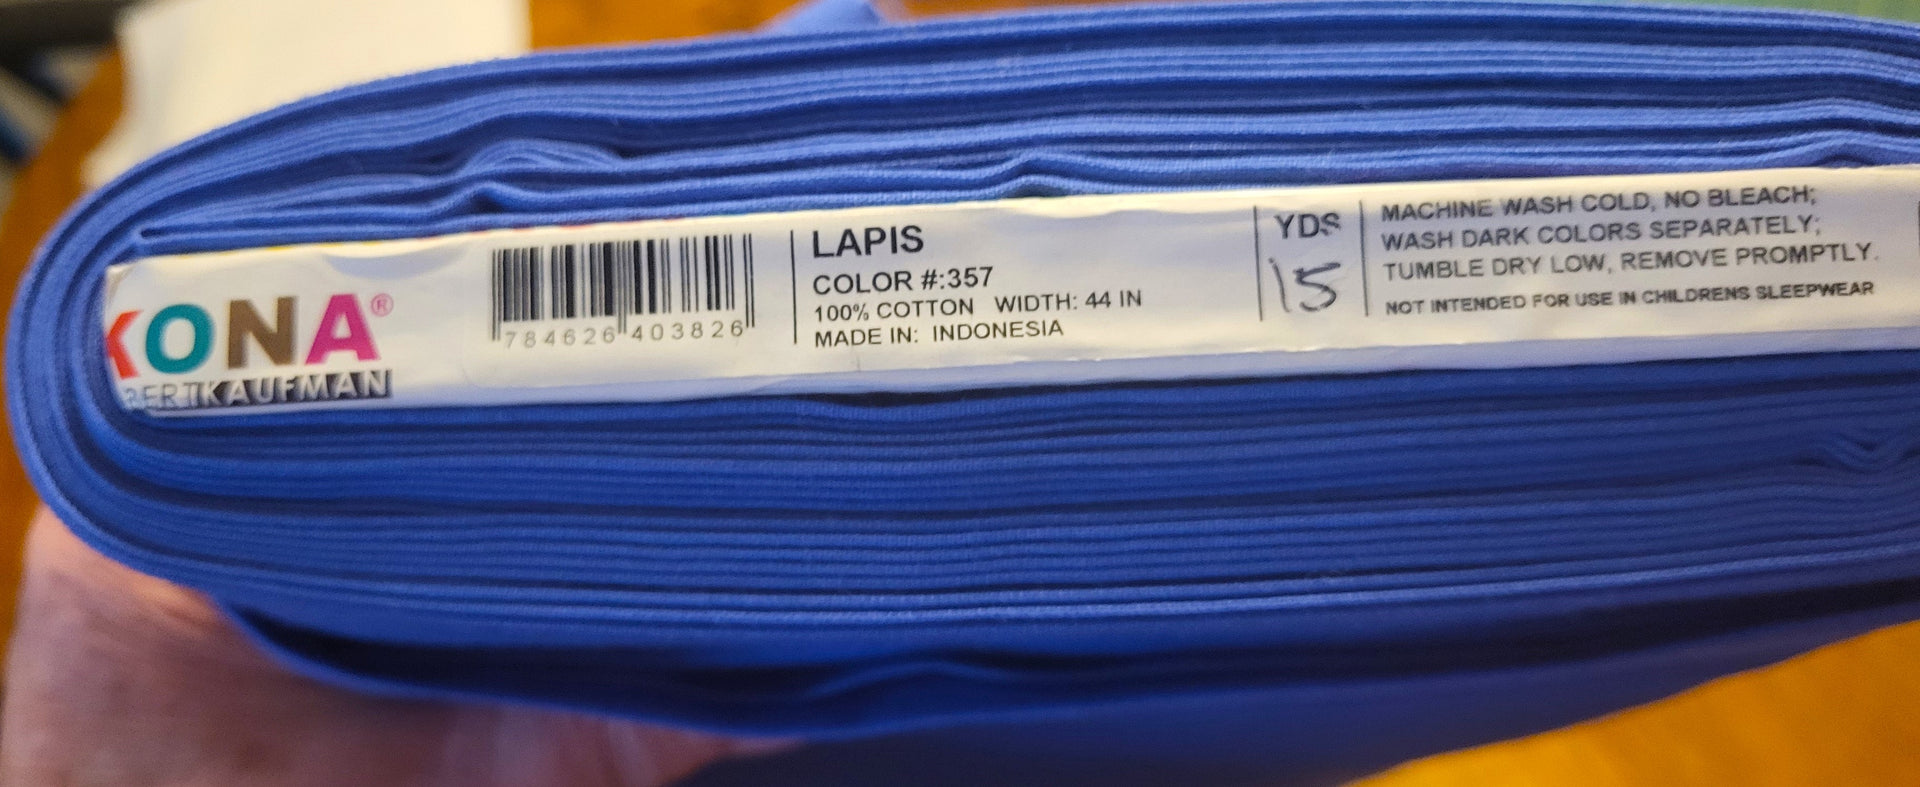 KONA®
BERTKAUFMAN
784626 403826
LAPIS
COLOR #:357
100% COTTON WIDTH: 44 IN
MADE IN: INDONESIA
YDS
15
MACHINE WASH COLD, NO BLEACH;
WASH DARK COLORS SEPARATELY;
TUMBLE DRY LOW, REMOVE PROMPTLY.
NOT INTENDED FOR USE IN CHILDRENS SLEEPWEAR